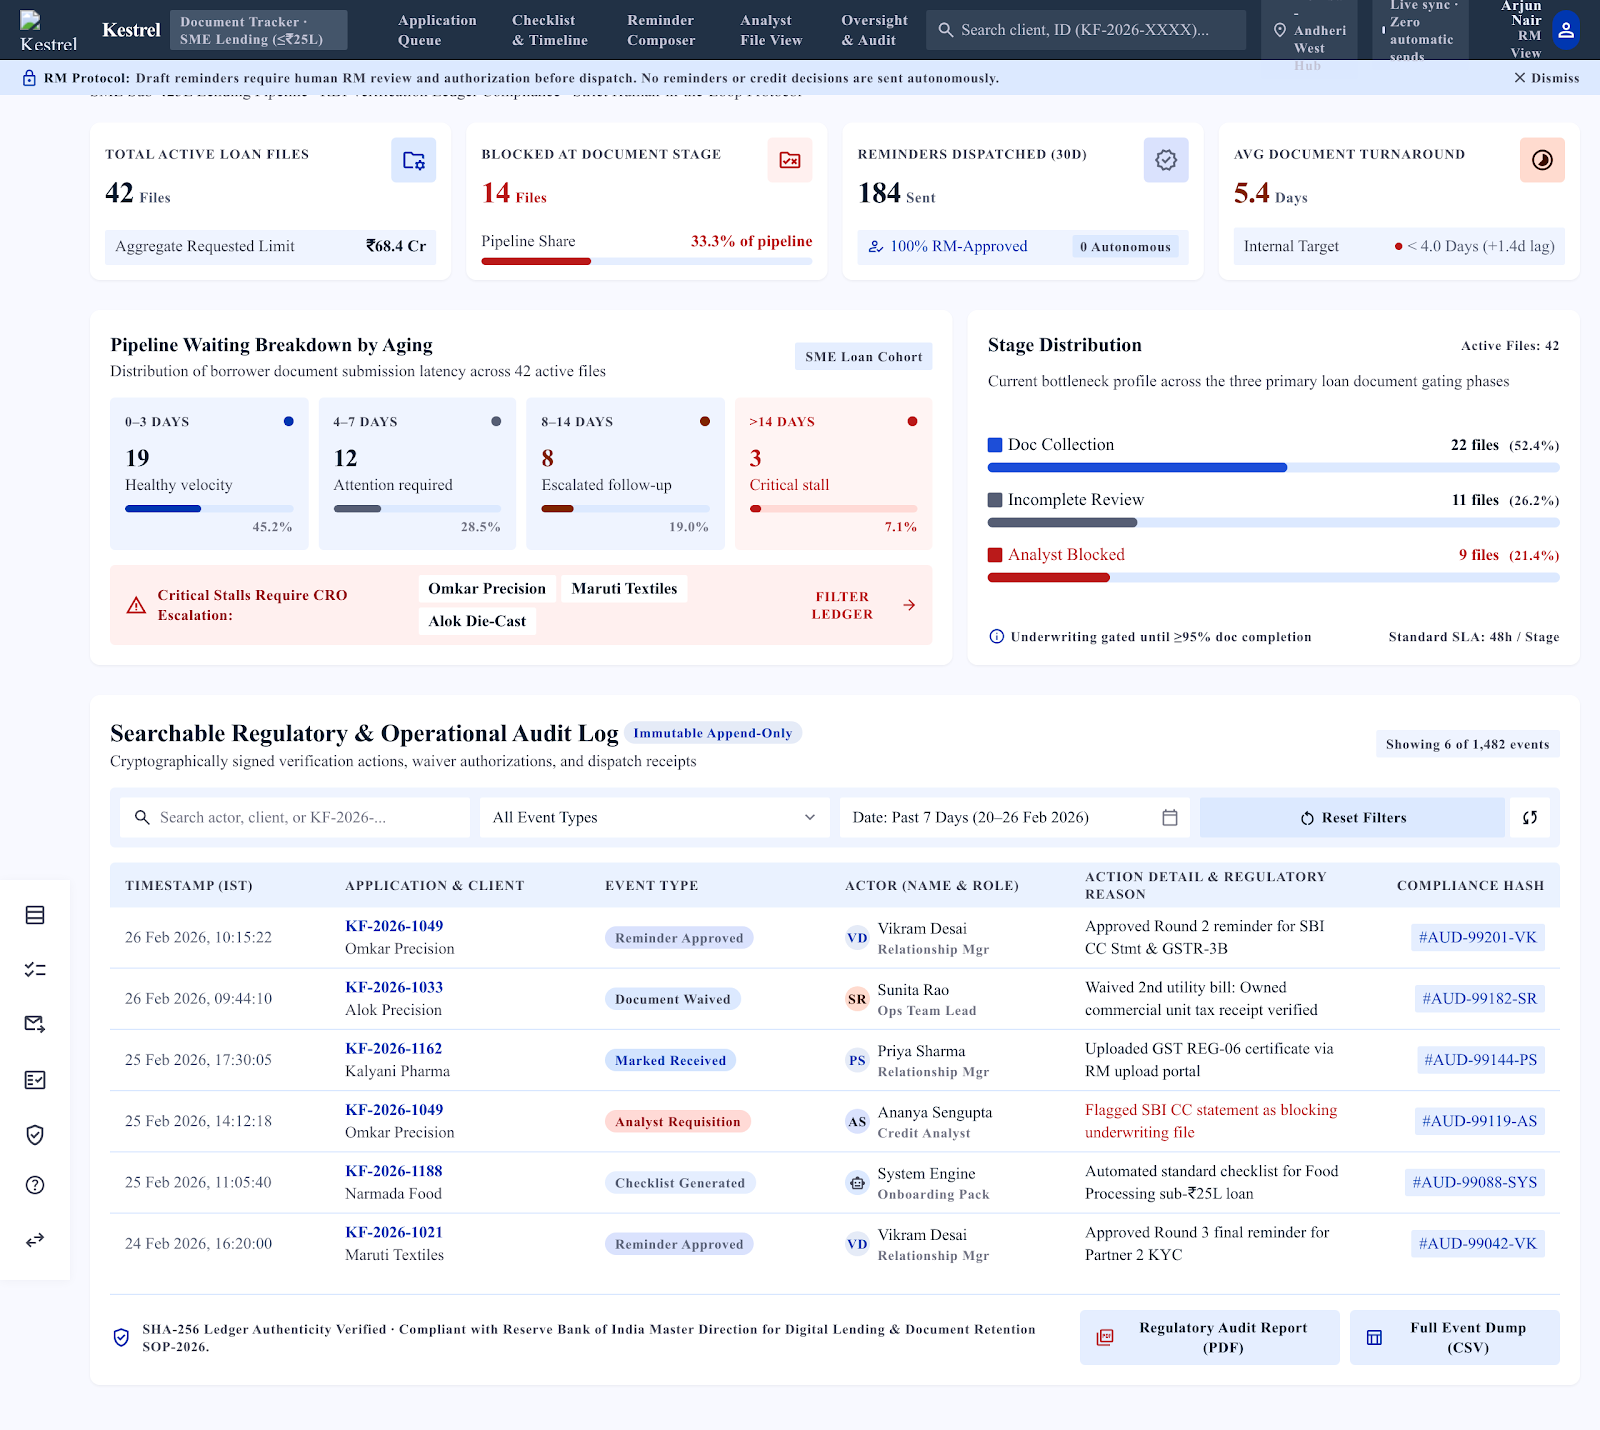 Kestrel
Kestrel
Document Tracker ·
SME Lending (≤₹25L)
Application
Queue
Checklist
& Timeline
Reminder
Composer
Analyst
File View
Oversight
& Audit
Search client, ID (KF-2026-XXXX)...
-
Andheri
West
Hub
Live sync ·
Zero
automatic
sends
Arjun
Nair
RM
View
RM Protocol: Draft reminders require human RM review and authorization before dispatch. No reminders or credit decisions are sent autonomously.
Dismiss
TOTAL ACTIVE LOAN FILES
42 Files
Aggregate Requested Limit
₹68.4 Cr
BLOCKED AT DOCUMENT STAGE
14 Files
Pipeline Share
33.3% of pipeline
REMINDERS DISPATCHED (30D)
184 Sent
100% RM-Approved
0 Autonomous
AVG DOCUMENT TURNAROUND
5.4 Days
Internal Target
< 4.0 Days (+1.4d lag)
Pipeline Waiting Breakdown by Aging
Distribution of borrower document submission latency across 42 active files
SME Loan Cohort
0–3 DAYS
19
Healthy velocity
45.2%
4–7 DAYS
12
Attention required
28.5%
8–14 DAYS
8
Escalated follow-up
19.0%
>14 DAYS
3
Critical stall
7.1%
Critical Stalls Require CRO
Escalation:
Omkar Precision
Maruti Textiles
Alok Die-Cast
FILTER
LEDGER
Stage Distribution
Active Files: 42
Current bottleneck profile across the three primary loan document gating phases
Doc Collection
22 files (52.4%)
Incomplete Review
11 files (26.2%)
Analyst Blocked
9 files (21.4%)
Underwriting gated until ≥95% doc completion
Standard SLA: 48h / Stage
Searchable Regulatory & Operational Audit Log
Immutable Append-Only
Cryptographically signed verification actions, waiver authorizations, and dispatch receipts
Showing 6 of 1,482 events
Search actor, client, or KF-2026-...
All Event Types
Date: Past 7 Days (20–26 Feb 2026)
Reset Filters
TIMESTAMP (IST)
APPLICATION & CLIENT
EVENT TYPE
ACTOR (NAME & ROLE)
ACTION DETAIL & REGULATORY
REASON
COMPLIANCE HASH
26 Feb 2026, 10:15:22
KF-2026-1049
Omkar Precision
Reminder Approved
VD
Vikram Desai
Relationship Mgr
Approved Round 2 reminder for SBI
CC Stmt & GSTR-3B
#AUD-99201-VK
26 Feb 2026, 09:44:10
KF-2026-1033
Alok Precision
Document Waived
SR
Sunita Rao
Ops Team Lead
Waived 2nd utility bill: Owned
commercial unit tax receipt verified
#AUD-99182-SR
25 Feb 2026, 17:30:05
KF-2026-1162
Kalyani Pharma
Marked Received
PS
Priya Sharma
Relationship Mgr
Uploaded GST REG-06 certificate via
RM upload portal
#AUD-99144-PS
25 Feb 2026, 14:12:18
KF-2026-1049
Omkar Precision
Analyst Requisition
AS
Ananya Sengupta
Credit Analyst
Flagged SBI CC statement as blocking
underwriting file
#AUD-99119-AS
25 Feb 2026, 11:05:40
KF-2026-1188
Narmada Food
Checklist Generated
System Engine
Onboarding Pack
Automated standard checklist for Food
Processing sub-₹25L loan
#AUD-99088-SYS
24 Feb 2026, 16:20:00
KF-2026-1021
Maruti Textiles
Reminder Approved
VD
Vikram Desai
Relationship Mgr
Approved Round 3 final reminder for
Partner 2 KYC
#AUD-99042-VK
SHA-256 Ledger Authenticity Verified · Compliant with Reserve Bank of India Master Direction for Digital Lending & Document Retention
SOP-2026.
PDF
Regulatory Audit Report
(PDF)
Full Event Dump
(CSV)